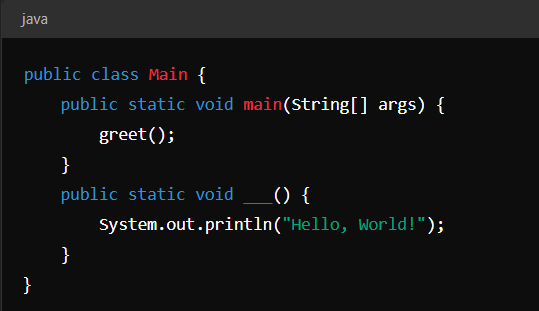 java
public class Main {
    public static void main(String[] args) {
        greet();
    }
    public static void ___() {
        System.out.println("Hello, World!");
    }
}